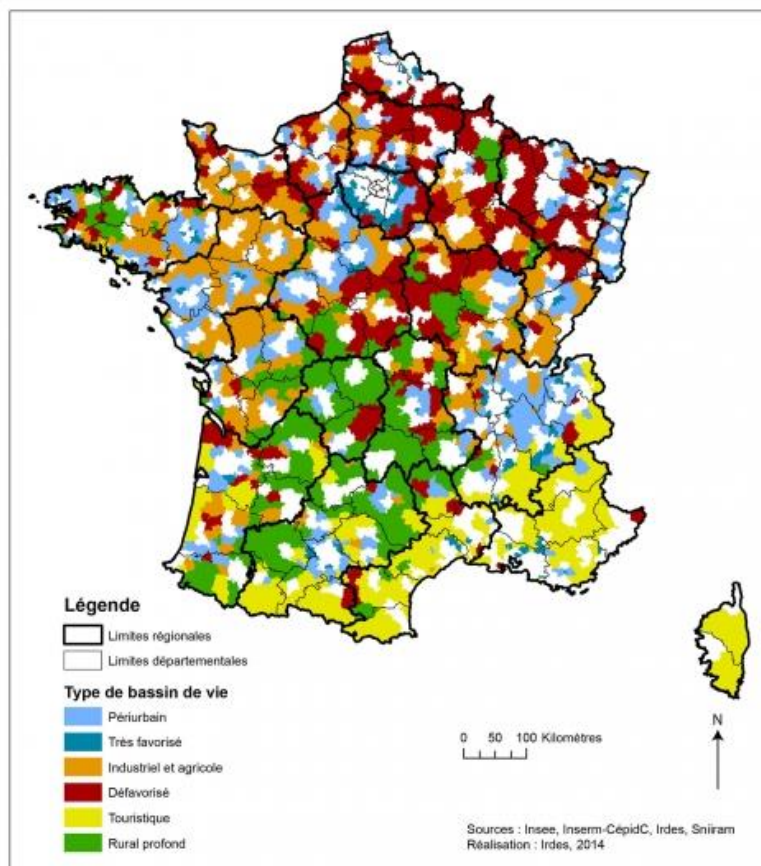 Légende
Limites régionales
Limites départementales
Type de bassin de vie
Périurbain
Très favorisé
Industriel et agricole
Défavorisé
Touristique
Rural profond
0 50 100 Kilomètres
N
Sources : Insee, Inserm-CépidC, Irdes, Sniiram
Réalisation : Irdes, 2014